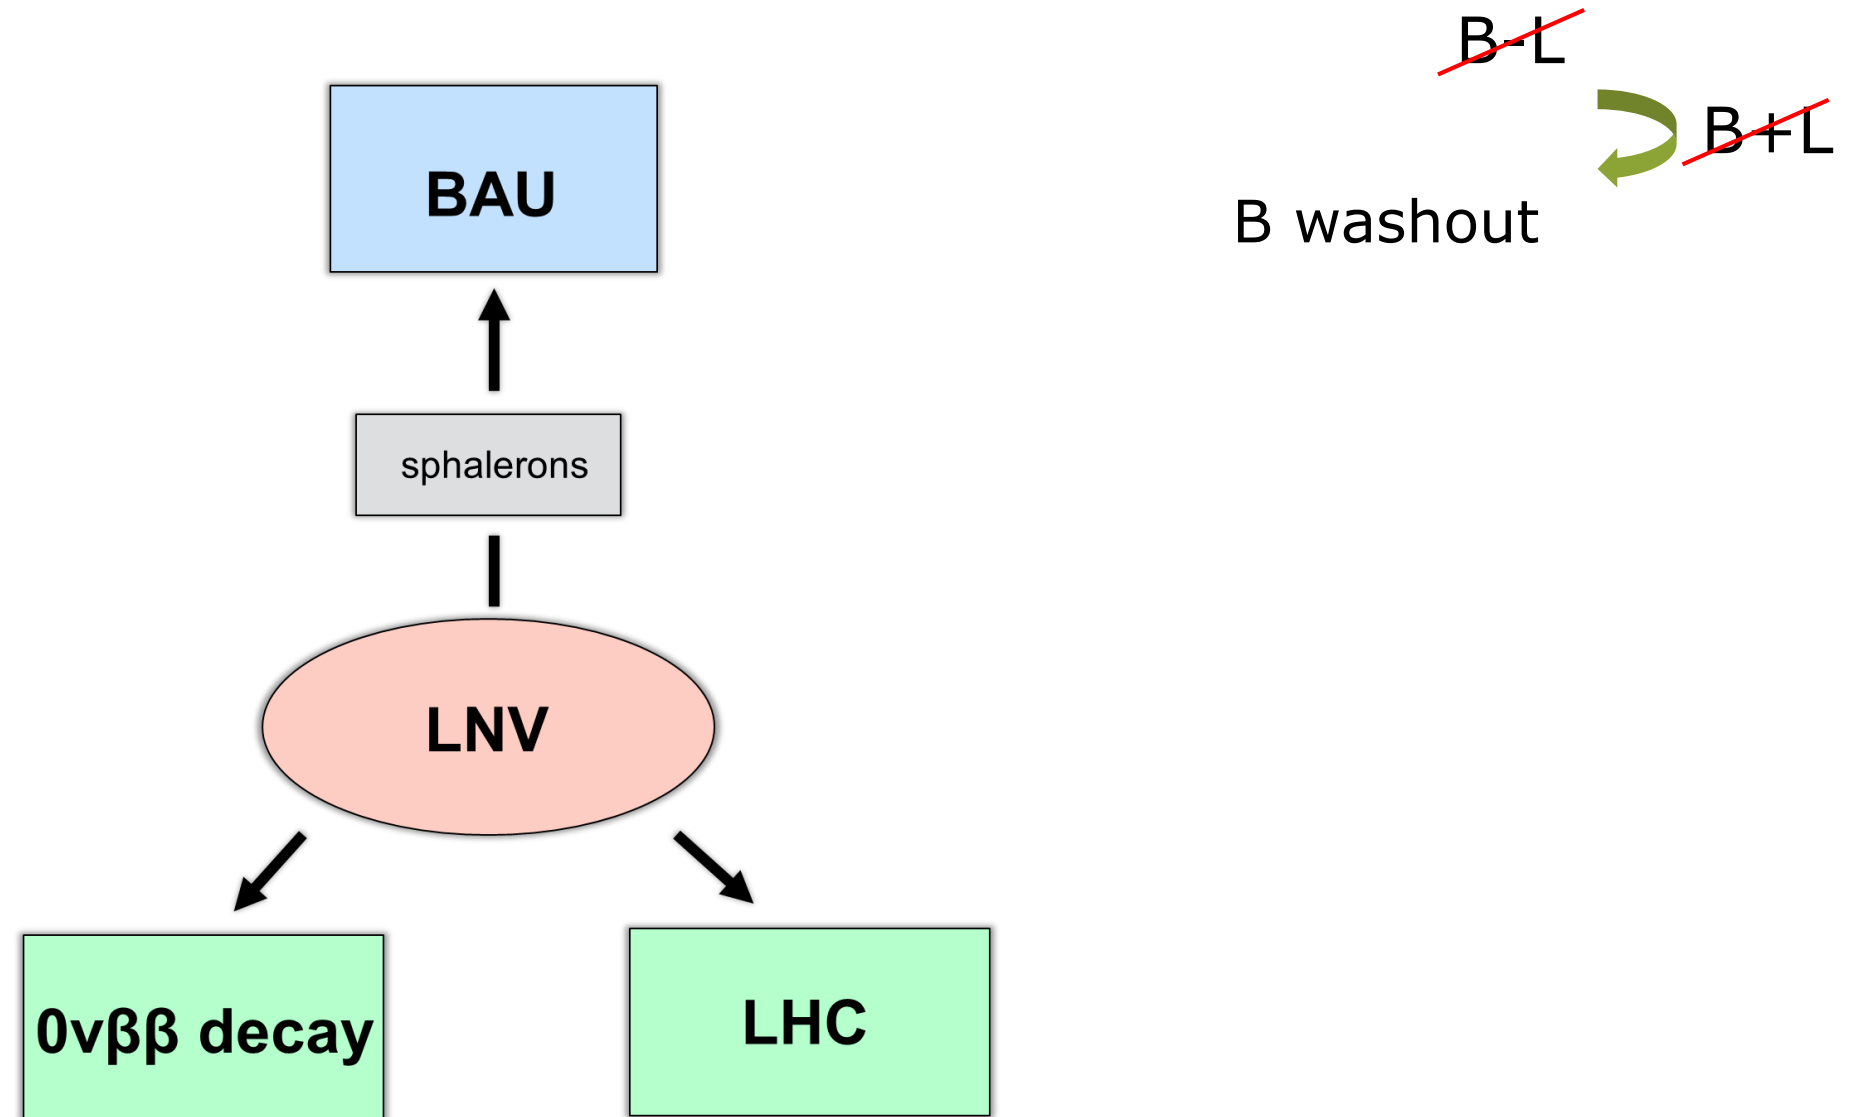 B-L
B+L
B washout
BAU
sphalerons
LNV
0νββ decay
LHC